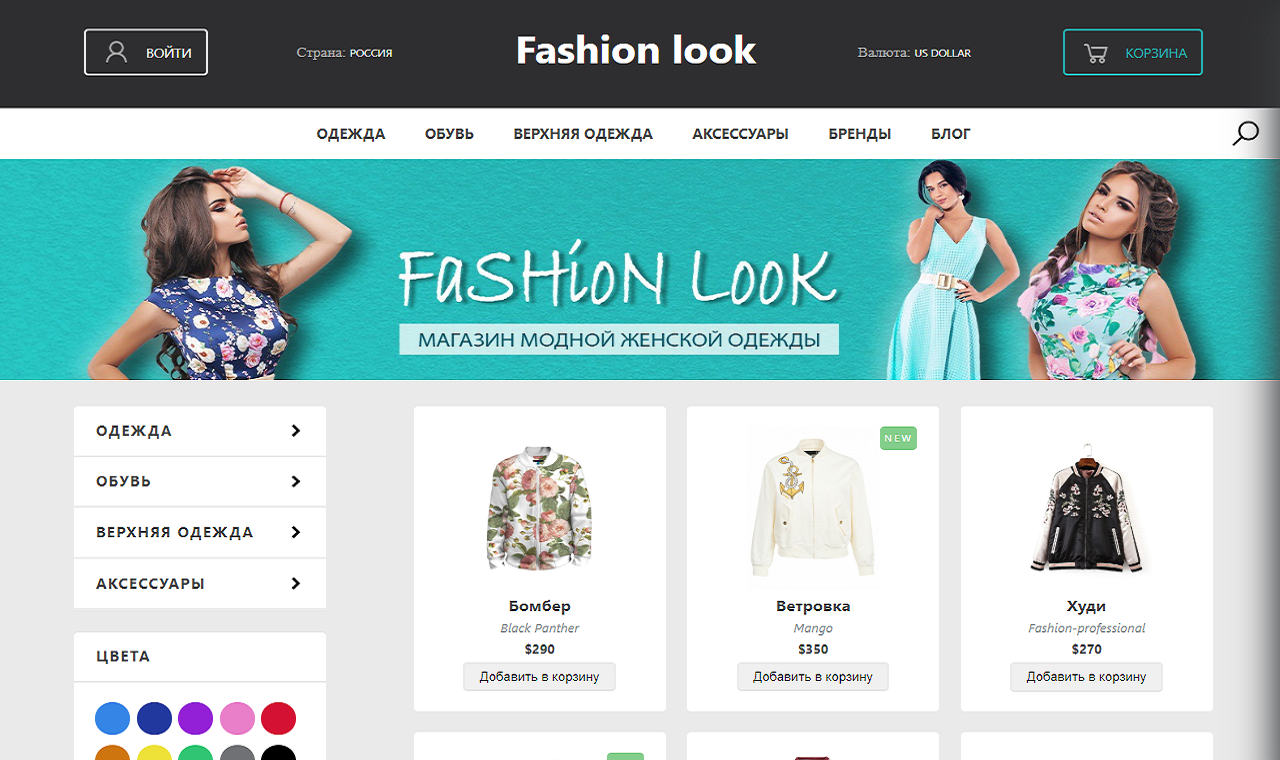 ВОЙТИ
Страна: РОССИЯ
Fashion look
Валюта: US DOLLAR
КОРЗИНА
ОДЕЖДА
ОБУВЬ
ВЕРХНЯЯ ОДЕЖДА
АКСЕССУАРЫ
БРЕНДЫ
БЛОГ
FaSHioN LooK
МАГАЗИН МОДНОЙ ЖЕНСКОЙ ОДЕЖДЫ
ОДЕЖДА
ОБУВЬ
ВЕРХНЯЯ ОДЕЖДА
АКСЕССУАРЫ
ЦВЕТА
Бомбер
Black Panther
$290
Добавить в корзину
NEW
Ветровка
Mango
$350
Добавить в корзину
Худи
Fashion-professional
$270
Добавить в корзину